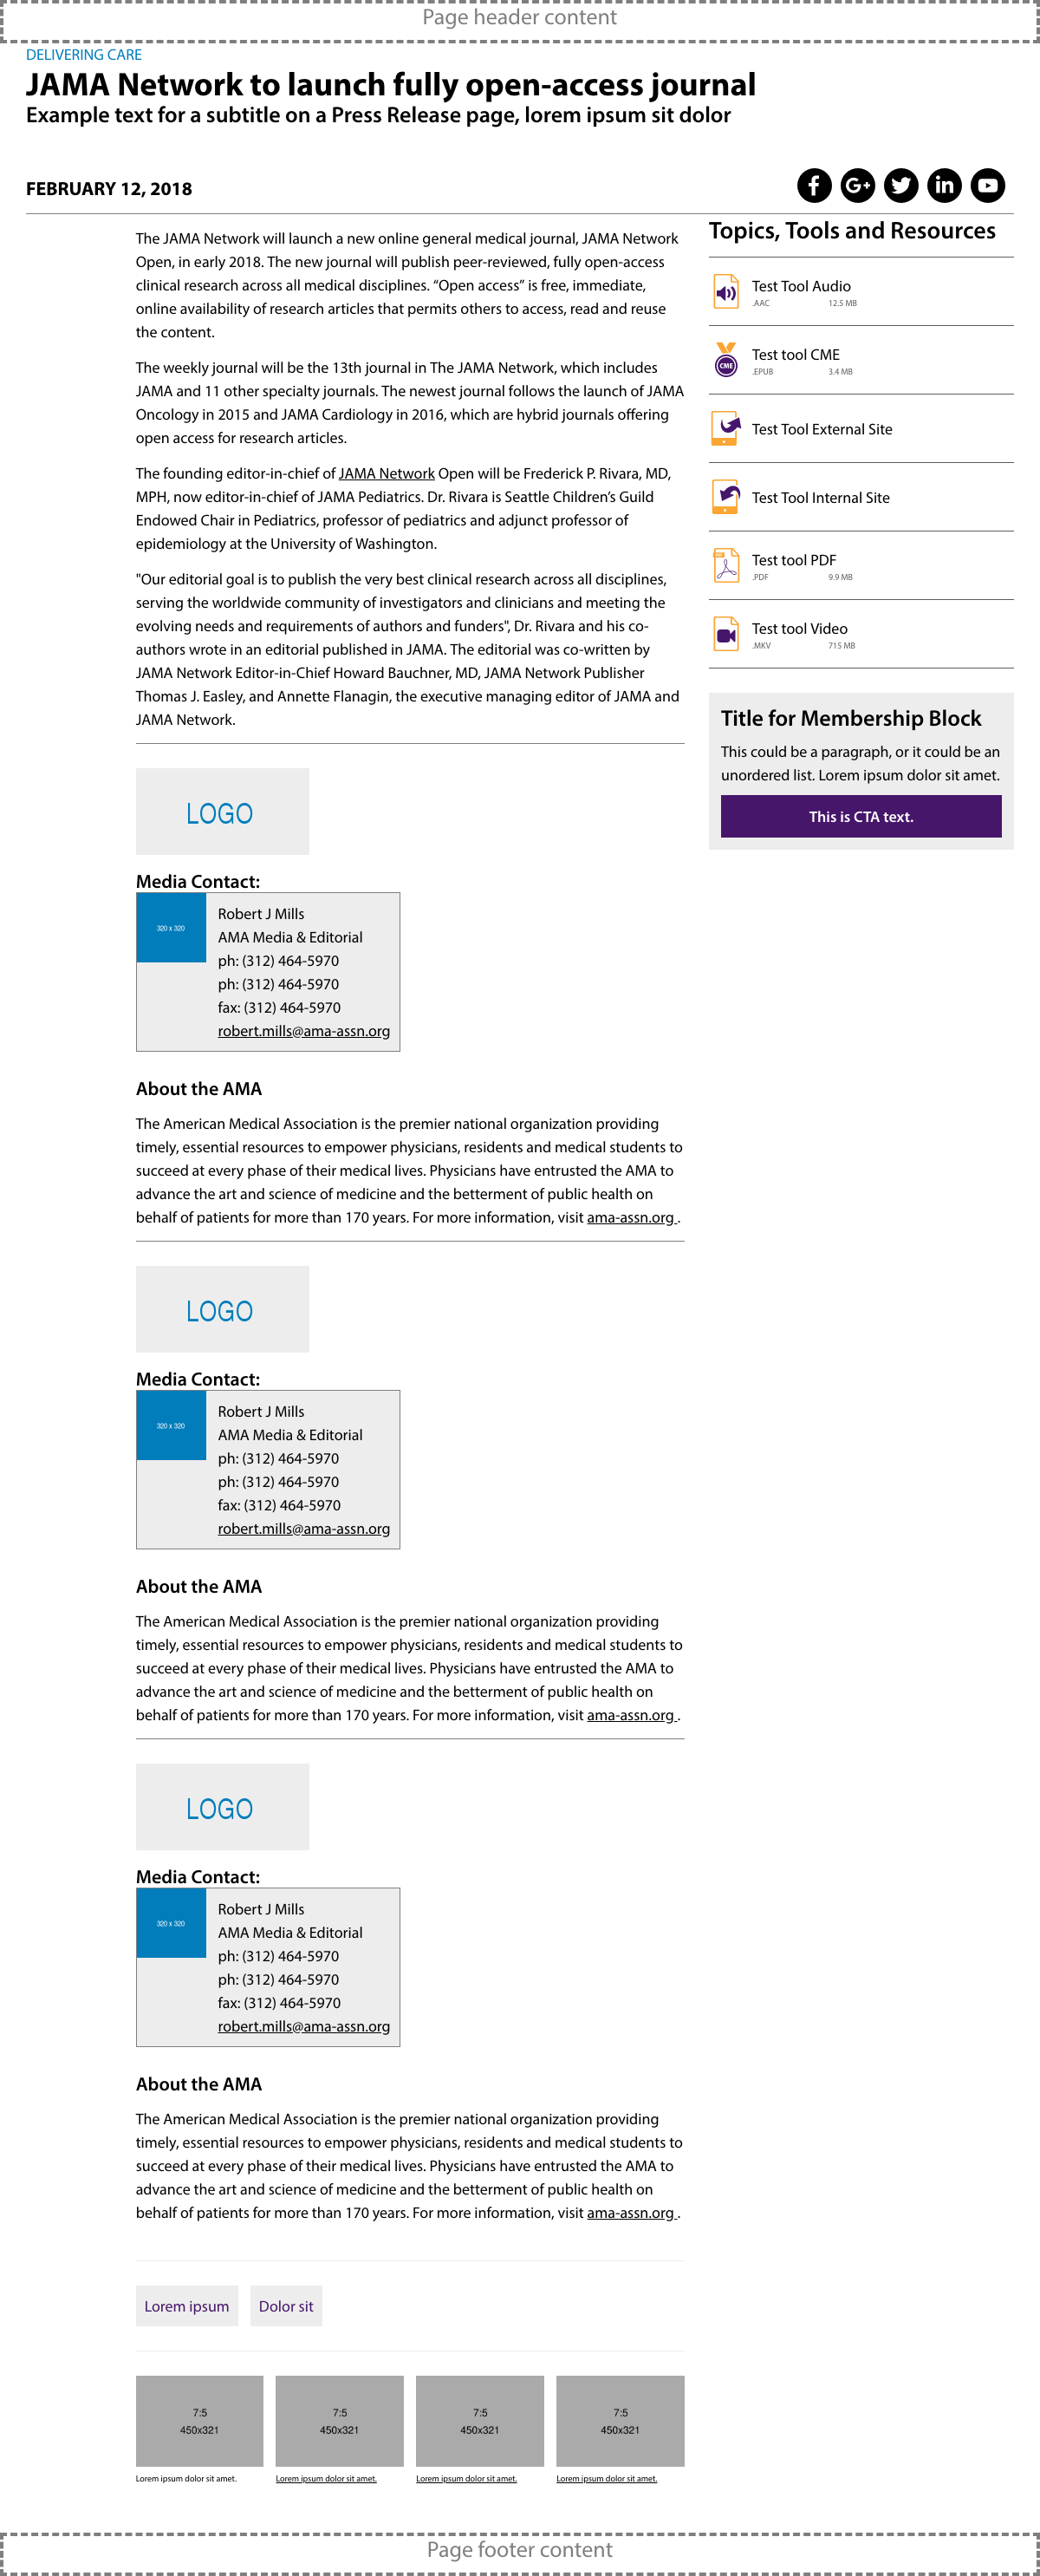 Page header content
DELIVERING CARE
JAMA Network to launch fully open-access journal
Example text for a subtitle on a Press Release page, lorem ipsum sit dolor
FEBRUARY 12, 2018
The JAMA Network will launch a new online general medical journal, JAMA Network
Open, in early 2018. The new journal will publish peer-reviewed, fully open-access
clinical research across all medical disciplines. “Open access” is free, immediate,
online availability of research articles that permits others to access, read and reuse
the content.
The weekly journal will be the 13th journal in The JAMA Network, which includes
JAMA and 11 other specialty journals. The newest journal follows the launch of JAMA
Oncology in 2015 and JAMA Cardiology in 2016, which are hybrid journals offering
open access for research articles.
The founding editor-in-chief of JAMA Network Open will be Frederick P. Rivara, MD,
MPH, now editor-in-chief of JAMA Pediatrics. Dr. Rivara is Seattle Children’s Guild
Endowed Chair in Pediatrics, professor of pediatrics and adjunct professor of
epidemiology at the University of Washington.
"Our editorial goal is to publish the very best clinical research across all disciplines,
serving the worldwide community of investigators and clinicians and meeting the
evolving needs and requirements of authors and funders", Dr. Rivara and his co-
authors wrote in an editorial published in JAMA. The editorial was co-written by
JAMA Network Editor-in-Chief Howard Bauchner, MD, JAMA Network Publisher
Thomas J. Easley, and Annette Flanagin, the executive managing editor of JAMA and
JAMA Network.
LOGO
Media Contact:
320 x 320
Robert J Mills
AMA Media & Editorial
ph: (312) 464-5970
ph: (312) 464-5970
fax: (312) 464-5970
robert.mills@ama-assn.org
About the AMA
The American Medical Association is the premier national organization providing
timely, essential resources to empower physicians, residents and medical students to
succeed at every phase of their medical lives. Physicians have entrusted the AMA to
advance the art and science of medicine and the betterment of public health on
behalf of patients for more than 170 years. For more information, visit ama-assn.org .
LOGO
Media Contact:
320 x 320
Robert J Mills
AMA Media & Editorial
ph: (312) 464-5970
ph: (312) 464-5970
fax: (312) 464-5970
robert.mills@ama-assn.org
About the AMA
The American Medical Association is the premier national organization providing
timely, essential resources to empower physicians, residents and medical students to
succeed at every phase of their medical lives. Physicians have entrusted the AMA to
advance the art and science of medicine and the betterment of public health on
behalf of patients for more than 170 years. For more information, visit ama-assn.org .
LOGO
Media Contact:
320 x 320
Robert J Mills
AMA Media & Editorial
ph: (312) 464-5970
ph: (312) 464-5970
fax: (312) 464-5970
robert.mills@ama-assn.org
About the AMA
The American Medical Association is the premier national organization providing
timely, essential resources to empower physicians, residents and medical students to
succeed at every phase of their medical lives. Physicians have entrusted the AMA to
advance the art and science of medicine and the betterment of public health on
behalf of patients for more than 170 years. For more information, visit ama-assn.org .
Lorem ipsum Dolor sit
7:5 7:5 7:5 7:5
450x321 450x321 450x321 450x321
Lorem ipsum dolor sit amet. Lorem ipsum dolor sit amet. Lorem ipsum dolor sit amet. Lorem ipsum dolor sit amet.
Topics, Tools and Resources
Test Tool Audio
.AAC 12.5 MB
CME
Test tool CME
.EPUB 3.4 MB
Test Tool External Site
Test Tool Internal Site
Test tool PDF
.PDF 9.9 MB
Test tool Video
.MKV 715 MB
Title for Membership Block
This could be a paragraph, or it could be an
unordered list. Lorem ipsum dolor sit amet.
This is CTA text.
Page footer content